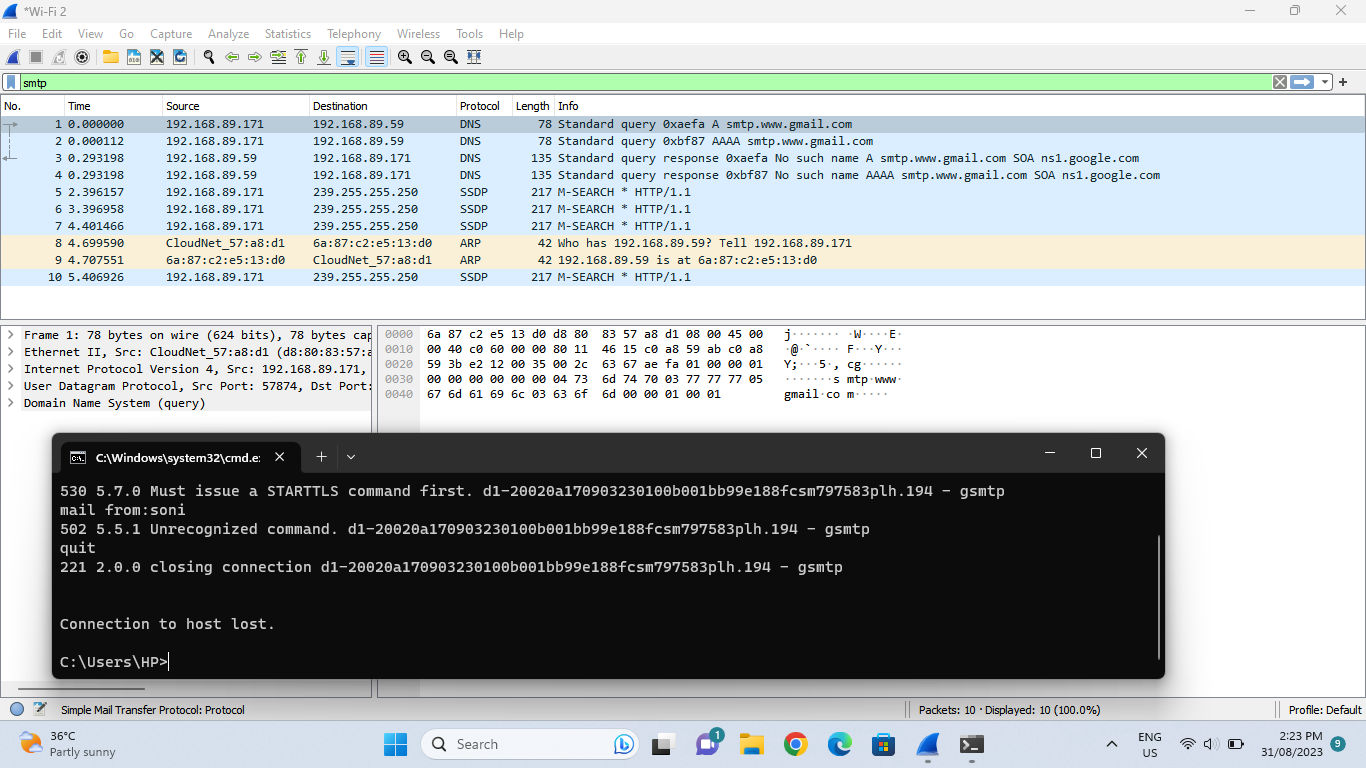 *Wi-Fi 2
File Edit View Go Capture Analyze Statistics Telephony Wireless Tools Help
smtp
No. Time Source Destination Protocol Length Info
1 0.000000 192.168.89.171 192.168.89.59 DNS 78 Standard query 0xaefa A smtp.www.gmail.com
2 0.000112 192.168.89.171 192.168.89.59 DNS 78 Standard query 0xbf87 AAAA smtp.www.gmail.com
3 0.293198 192.168.89.59 192.168.89.171 DNS 135 Standard query response 0xaefa No such name A smtp.www.gmail.com SOA ns1.google.com
4 0.293198 192.168.89.59 192.168.89.171 DNS 135 Standard query response 0xbf87 No such name AAAA smtp.www.gmail.com SOA ns1.google.com
5 2.396157 192.168.89.171 239.255.255.250 SSDP 217 M-SEARCH * HTTP/1.1
6 3.396958 192.168.89.171 239.255.255.250 SSDP 217 M-SEARCH * HTTP/1.1
7 4.401466 192.168.89.171 239.255.255.250 SSDP 217 M-SEARCH * HTTP/1.1
8 4.699590 CloudNet_57:a8:d1 6a:87:c2:e5:13:d0 ARP 42 Who has 192.168.89.59? Tell 192.168.89.171
9 4.707551 6a:87:c2:e5:13:d0 CloudNet_57:a8:d1 ARP 42 192.168.89.59 is at 6a:87:c2:e5:13:d0
10 5.406926 192.168.89.171 239.255.255.250 SSDP 217 M-SEARCH * HTTP/1.1
Frame 1: 78 bytes on wire (624 bits), 78 bytes cap
Ethernet II, Src: CloudNet_57:a8:d1 (d8:80:83:57:a
Internet Protocol Version 4, Src: 192.168.89.171,
User Datagram Protocol, Src Port: 57874, Dst Port:
Domain Name System (query)
0000 6a 87 c2 e5 13 d0 d8 80 83 57 a8 d1 08 00 45 00 j······· ·W····E·
0010 00 40 c0 60 00 00 80 11 46 15 c0 a8 59 ab c0 a8 ·@·`···· F···Y···
0020 59 3b e2 12 00 35 00 2c 63 67 ae fa 01 00 00 01 Y;···5·, cg······
0030 00 00 00 00 00 00 04 73 6d 74 70 03 77 77 77 05 ·······s mtp·www·
0040 67 6d 61 69 6c 03 63 6f 6d 00 00 01 00 01 gmail·co m·····
C:\Windows\system32\cmd.e:
530 5.7.0 Must issue a STARTTLS command first. d1-20020a170903230100b001bb99e188fcsm797583plh.194 - gsmtp
mail from:soni
502 5.5.1 Unrecognized command. d1-20020a170903230100b001bb99e188fcsm797583plh.194 - gsmtp
quit
221 2.0.0 closing connection d1-20020a170903230100b001bb99e188fcsm797583plh.194 - gsmtp
Connection to host lost.
C:\Users\HP>
Simple Mail Transfer Protocol: Protocol
Packets: 10 · Displayed: 10 (100.0%)
Profile: Default
36°C
Partly sunny
Search
1
ENG
US
2:23 PM
31/08/2023
9